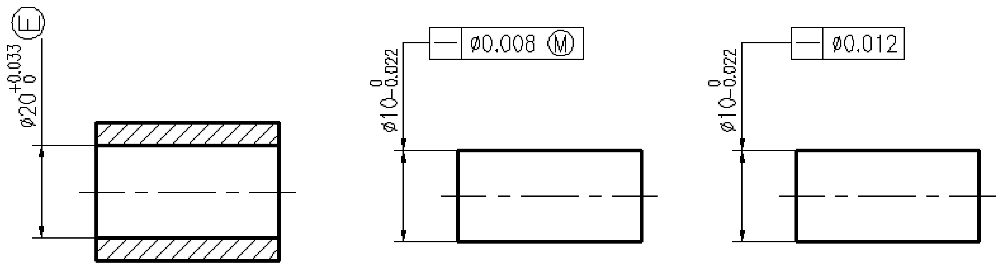 ø20 +0.033 0 Ⓔ
ø10 0 -0.022
ø0.008 Ⓜ
ø10 0 -0.022
ø0.012